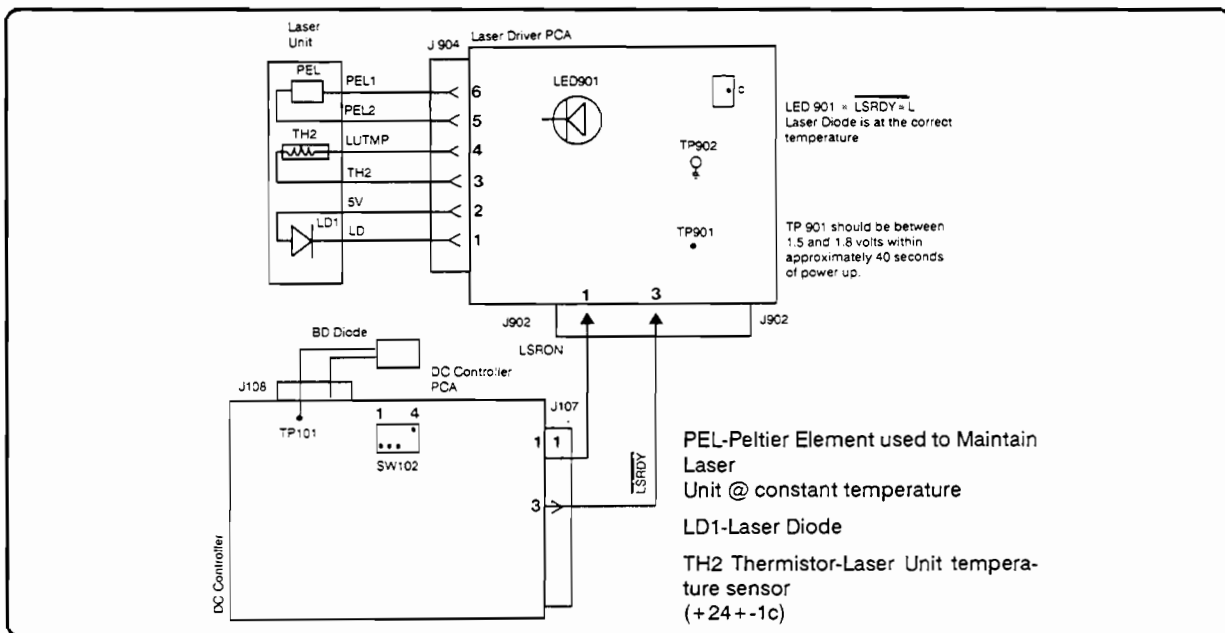 Laser
Unit
J 904
Laser Driver PCA
PEL
PEL1
6
PEL2
5
TH2
LUTMP
4
TH2
3
5V
2
LD1
LD
1
LED901
C
TP902
TP901
LED 901 = LSRDY = L
Laser Diode is at the correct
temperature
TP 901 should be between
1.5 and 1.8 volts within
approximately 40 seconds
of power up.
1 3
J902
J902
LSRON
BD Diode
DC Controller
PCA
J108
TP101
1 4
SW102
J107
1 1
3
LSRDY
DC Controller
PEL-Peltier Element used to Maintain
Laser
Unit @ constant temperature
LD1-Laser Diode
TH2 Thermistor-Laser Unit tempera-
ture sensor
(+24+-1c)